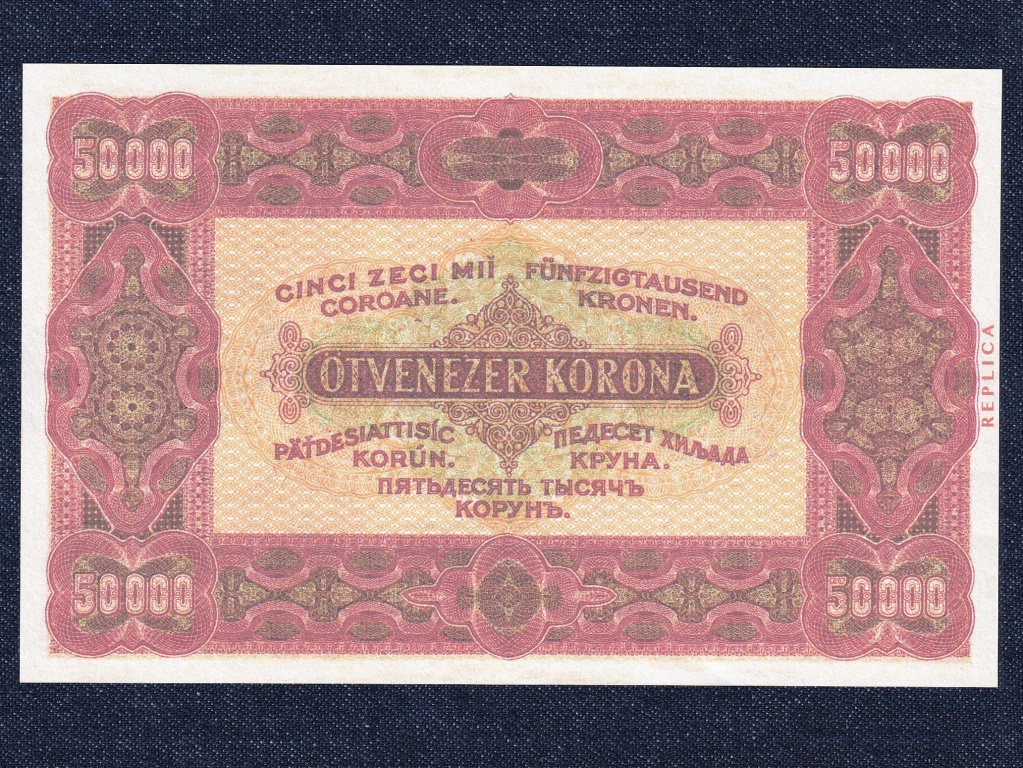 50000
50000
CINCI ZECI MII
COROANE.
FÜNFZIGTAUSEND
KRONEN.
ÖTVENEZER KORONA
REPLICA
PÄŤDESIATTISÍC
KORÚN.
ПЕДЕСЕТ ХИЉАДА
КРУНА.
ПЯТЬДЕСЯТЬ ТЫСЯЧЪ
КОРУНЪ.
50000
50000